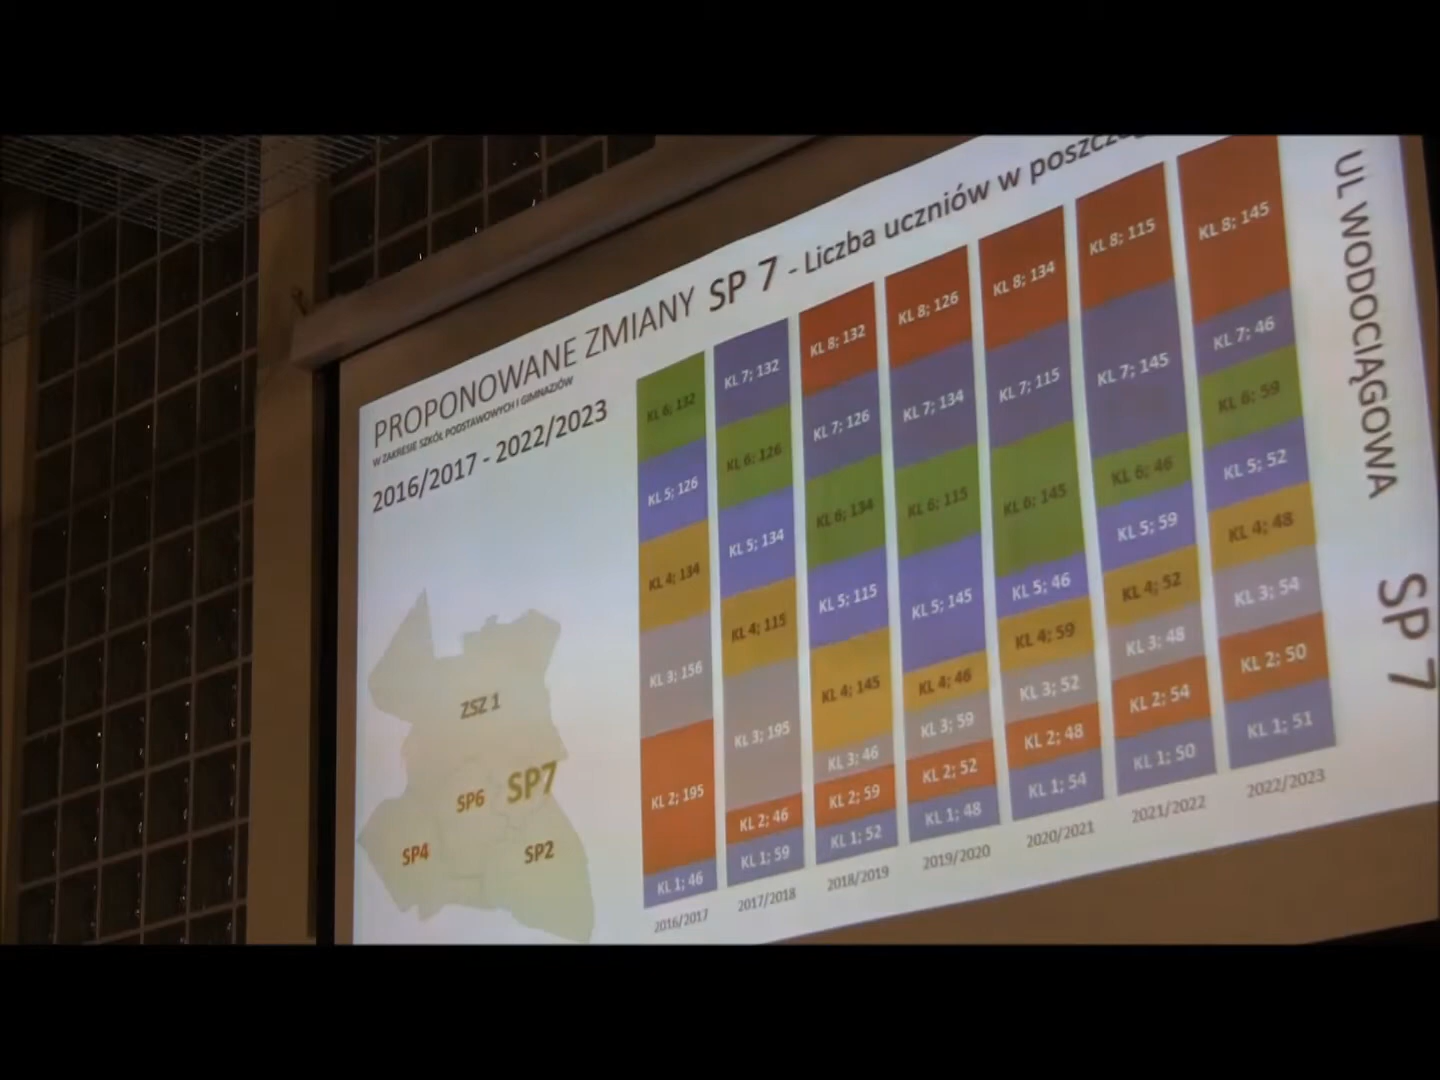 PROPONOWANE ZMIANY SP 7 - Liczba uczniów w
W ZAKRESIE SZKÓŁ PODSTAWOWYCH I GIMNAZJÓW
2016/2017 - 2022/2023
ZSZ 1
SP6
SP7
SP4
SP2
KL 6; 132
KL 5; 126
KL 4; 134
KL 3; 156
KL 2; 195
KL 1; 46
2016/2017
KL 7; 132
KL 6; 126
KL 5; 134
KL 4; 115
KL 3; 195
KL 2; 46
KL 1; 59
2017/2018
KL 8; 132
KL 7; 126
KL 6; 134
KL 5; 115
KL 4; 145
KL 3; 46
KL 2; 59
KL 1; 52
2018/2019
KL 8; 126
KL 7; 134
KL 6; 115
KL 5; 145
KL 4; 46
KL 3; 59
KL 2; 52
KL 1; 48
2019/2020
KL 8; 134
KL 7; 115
KL 6; 145
KL 5; 46
KL 4; 59
KL 3; 52
KL 2; 48
KL 1; 54
2020/2021
KL 8; 115
KL 7; 145
KL 6; 46
KL 5; 59
KL 4; 52
KL 3; 48
KL 2; 54
KL 1; 50
2021/2022
KL 8; 145
KL 7; 46
KL 6; 59
KL 5; 52
KL 4; 48
KL 3; 54
KL 2; 50
KL 1; 51
2022/2023
UL WODOCIĄGOWA
SP 7